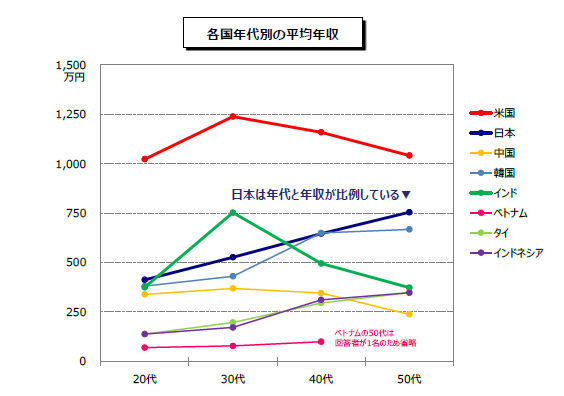 各国年代別の平均年収
1,500
万円
1,250
1,000
750
500
250
0
20代
30代
40代
50代
日本は年代と年収が比例している▼
ベトナムの50代は
回答者が1名のため省略
米国
日本
中国
韓国
インド
ベトナム
タイ
インドネシア